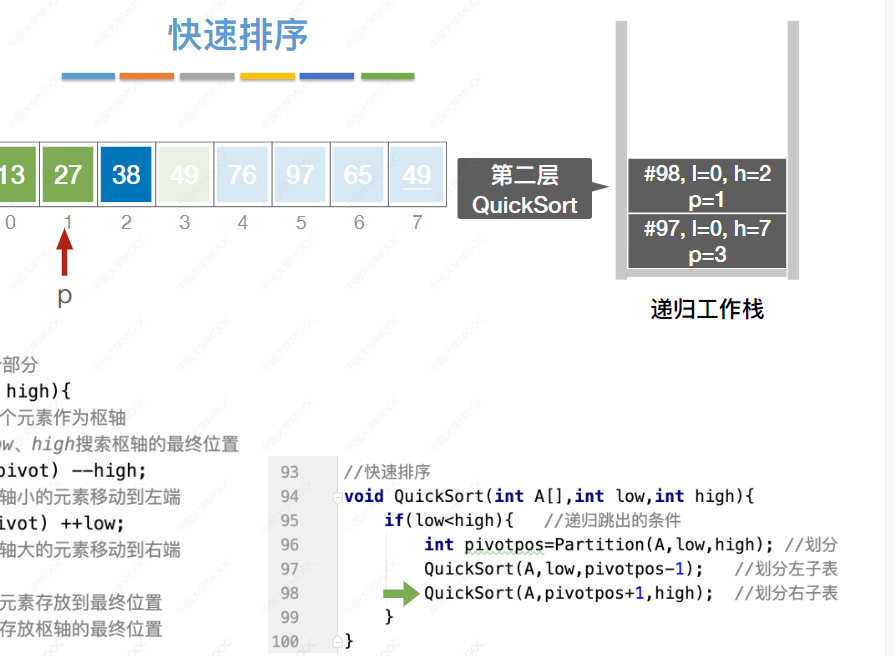 快速排序
13 27 38 49 76 97 65 49
0 1 2 3 4 5 6 7
p
第二层
QuickSort
#98, l=0, h=2
p=1
#97, l=0, h=7
p=3
递归工作栈
部分
high){
个元素作为枢轴
ow、high搜索枢轴的最终位置
pivot) --high;
轴小的元素移动到左端
ivot) ++low;
轴大的元素移动到右端
元素存放到最终位置
存放枢轴的最终位置
93 //快速排序
94 void QuickSort(int A[],int low,int high){
95 if(low<high){ //递归跳出的条件
96 int pivotpos=Partition(A,low,high); //划分
97 QuickSort(A,low,pivotpos-1); //划分左子表
98 QuickSort(A,pivotpos+1,high); //划分右子表
99 }
100 }